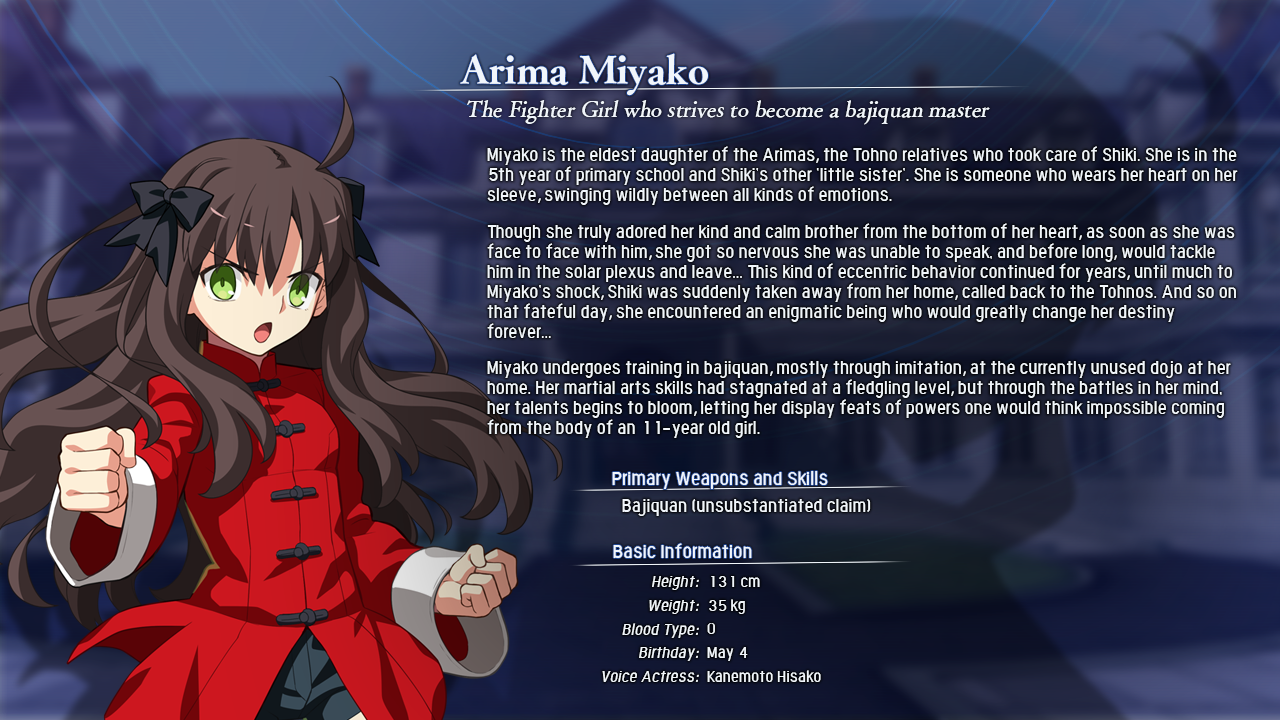 Arima Miyako
The Fighter Girl who strives to become a bajiquan master
Miyako is the eldest daughter of the Arimas, the Tohno relatives who took care of Shiki. She is in the
5th year of primary school and Shiki's other 'little sister'. She is someone who wears her heart on her
sleeve, swinging wildly between all kinds of emotions.
Though she truly adored her kind and calm brother from the bottom of her heart, as soon as she was
face to face with him, she got so nervous she was unable to speak, and before long, would tackle
him in the solar plexus and leave... This kind of eccentric behavior continued for years, until much to
Miyako's shock, Shiki was suddenly taken away from her home, called back to the Tohnos. And so on
that fateful day, she encountered an enigmatic being who would greatly change her destiny
forever...
Miyako undergoes training in bajiquan, mostly through imitation, at the currently unused dojo at her
home. Her martial arts skills had stagnated at a fledgling level, but through the battles in her mind,
her talents begins to bloom, letting her display feats of powers one would think impossible coming
from the body of an 11-year old girl.
Primary Weapons and Skills
Bajiquan (unsubstantiated claim)
Basic Information
Height: 131 cm
Weight: 35 kg
Blood Type: O
Birthday: May 4
Voice Actress: Kanemoto Hisako